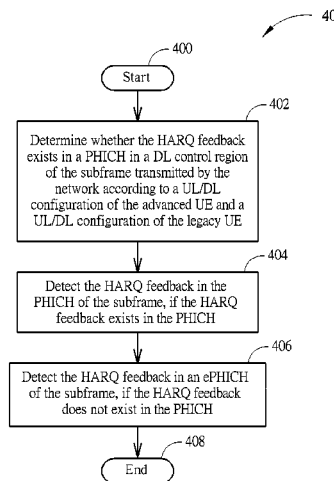 40
400
Start
402
Determine whether the HARQ feedback
exists in a PHICH in a DL control region
of the subframe transmitted by the
network according to a UL/DL
configuration of the advanced UE and a
UL/DL configuration of the legacy UE
404
Detect the HARQ feedback in the
PHICH of the subframe, if the HARQ
feedback exists in the PHICH
406
Detect the HARQ feedback in an ePHICH
of the subframe, if the HARQ feedback
does not exist in the PHICH
408
End